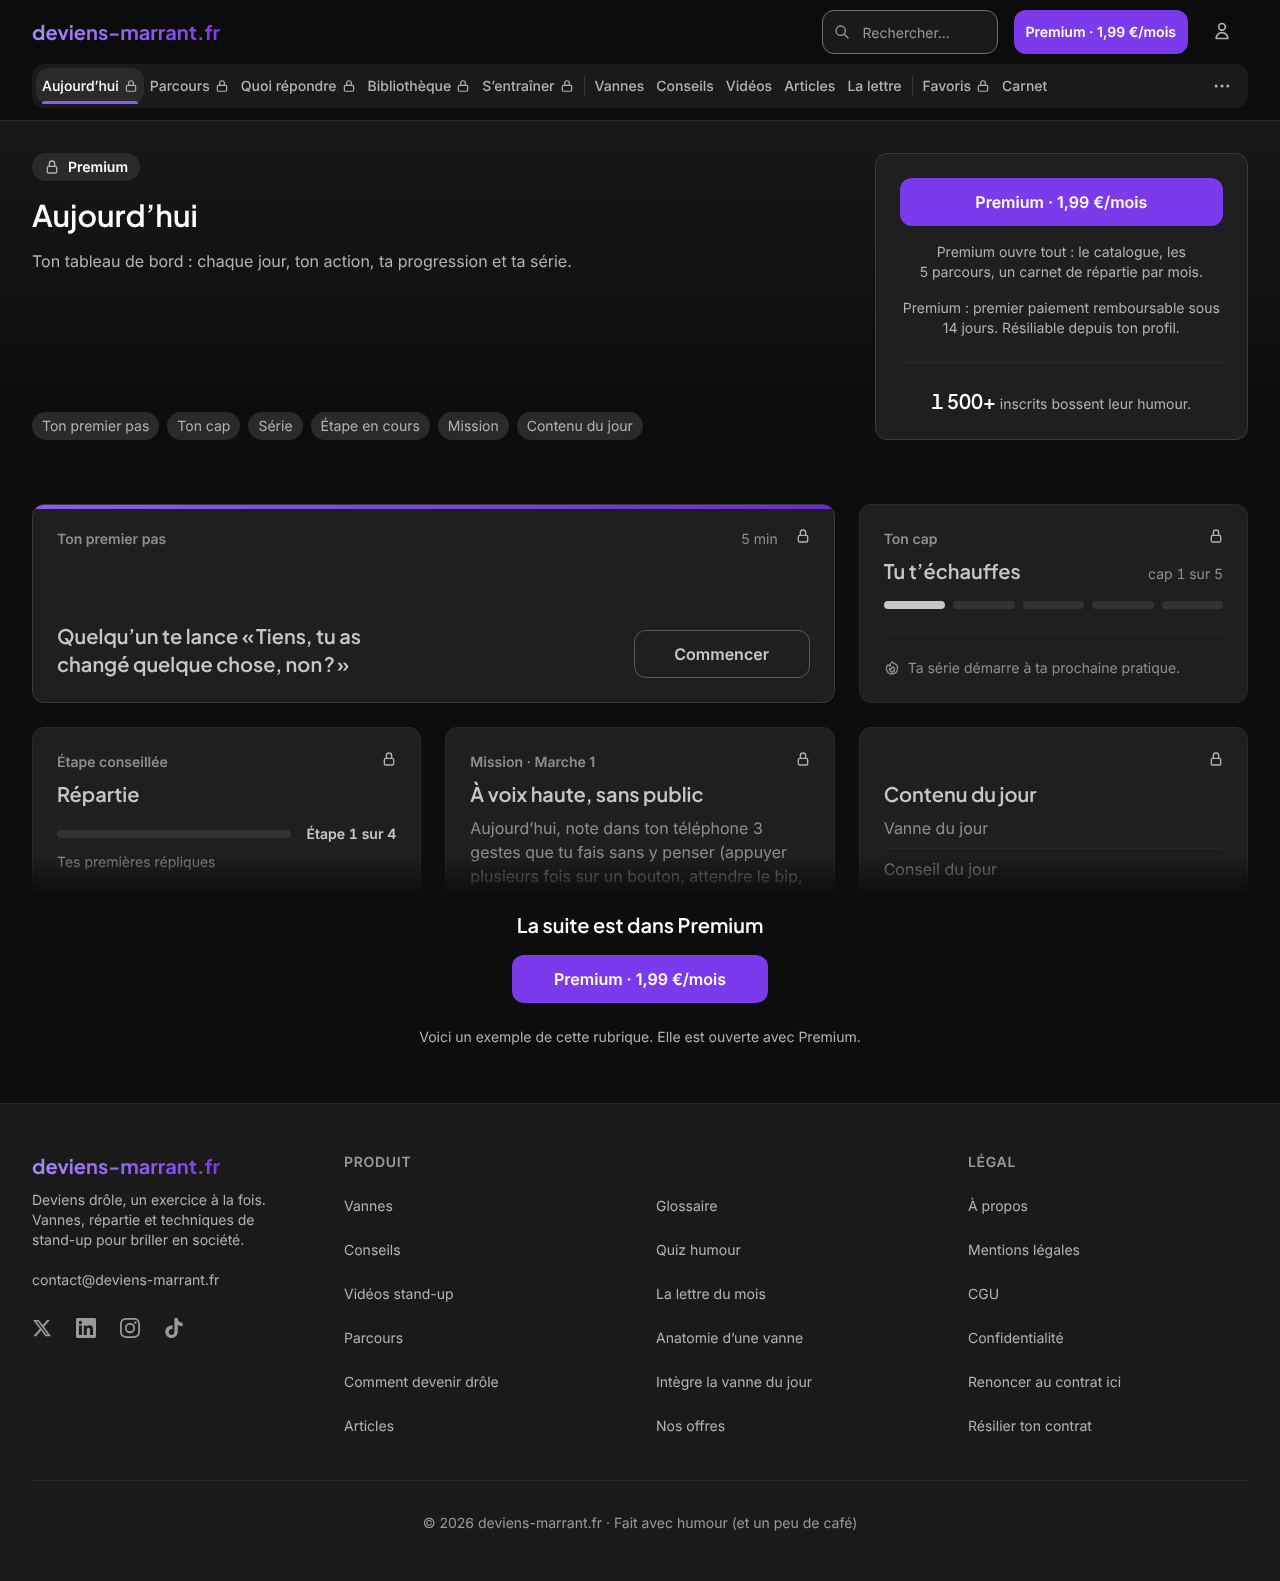 deviens-marrant.fr
Rechercher...
Premium · 1,99 €/mois
Aujourd’hui
Parcours
Quoi répondre
Bibliothèque
S’entraîner
Vannes
Conseils
Vidéos
Articles
La lettre
Favoris
Carnet
Premium
Aujourd’hui
Ton tableau de bord : chaque jour, ton action, ta progression et ta série.
Ton premier pas
Ton cap
Série
Étape en cours
Mission
Contenu du jour
Premium · 1,99 €/mois
Premium ouvre tout : le catalogue, les
5 parcours, un carnet de répartie par mois.
Premium : premier paiement remboursable sous
14 jours. Résiliable depuis ton profil.
1 500+ inscrits bossent leur humour.
Ton premier pas
5 min
Quelqu’un te lance « Tiens, tu as
changé quelque chose, non ? »
Commencer
Ton cap
Tu t’échauffes
cap 1 sur 5
Ta série démarre à ta prochaine pratique.
Étape conseillée
Répartie
Étape 1 sur 4
Tes premières répliques
Mission · Marche 1
À voix haute, sans public
Aujourd’hui, note dans ton téléphone 3
gestes que tu fais sans y penser (appuyer
plusieurs fois sur un bouton, attendre le bip,
Contenu du jour
Vanne du jour
Conseil du jour
La suite est dans Premium
Premium · 1,99 €/mois
Voici un exemple de cette rubrique. Elle est ouverte avec Premium.
deviens-marrant.fr
Deviens drôle, un exercice à la fois.
Vannes, répartie et techniques de
stand-up pour briller en société.
contact@deviens-marrant.fr
PRODUIT
Vannes
Conseils
Vidéos stand-up
Parcours
Comment devenir drôle
Articles
Glossaire
Quiz humour
La lettre du mois
Anatomie d’une vanne
Intègre la vanne du jour
Nos offres
LÉGAL
À propos
Mentions légales
CGU
Confidentialité
Renoncer au contrat ici
Résilier ton contrat
© 2026 deviens-marrant.fr · Fait avec humour (et un peu de café)